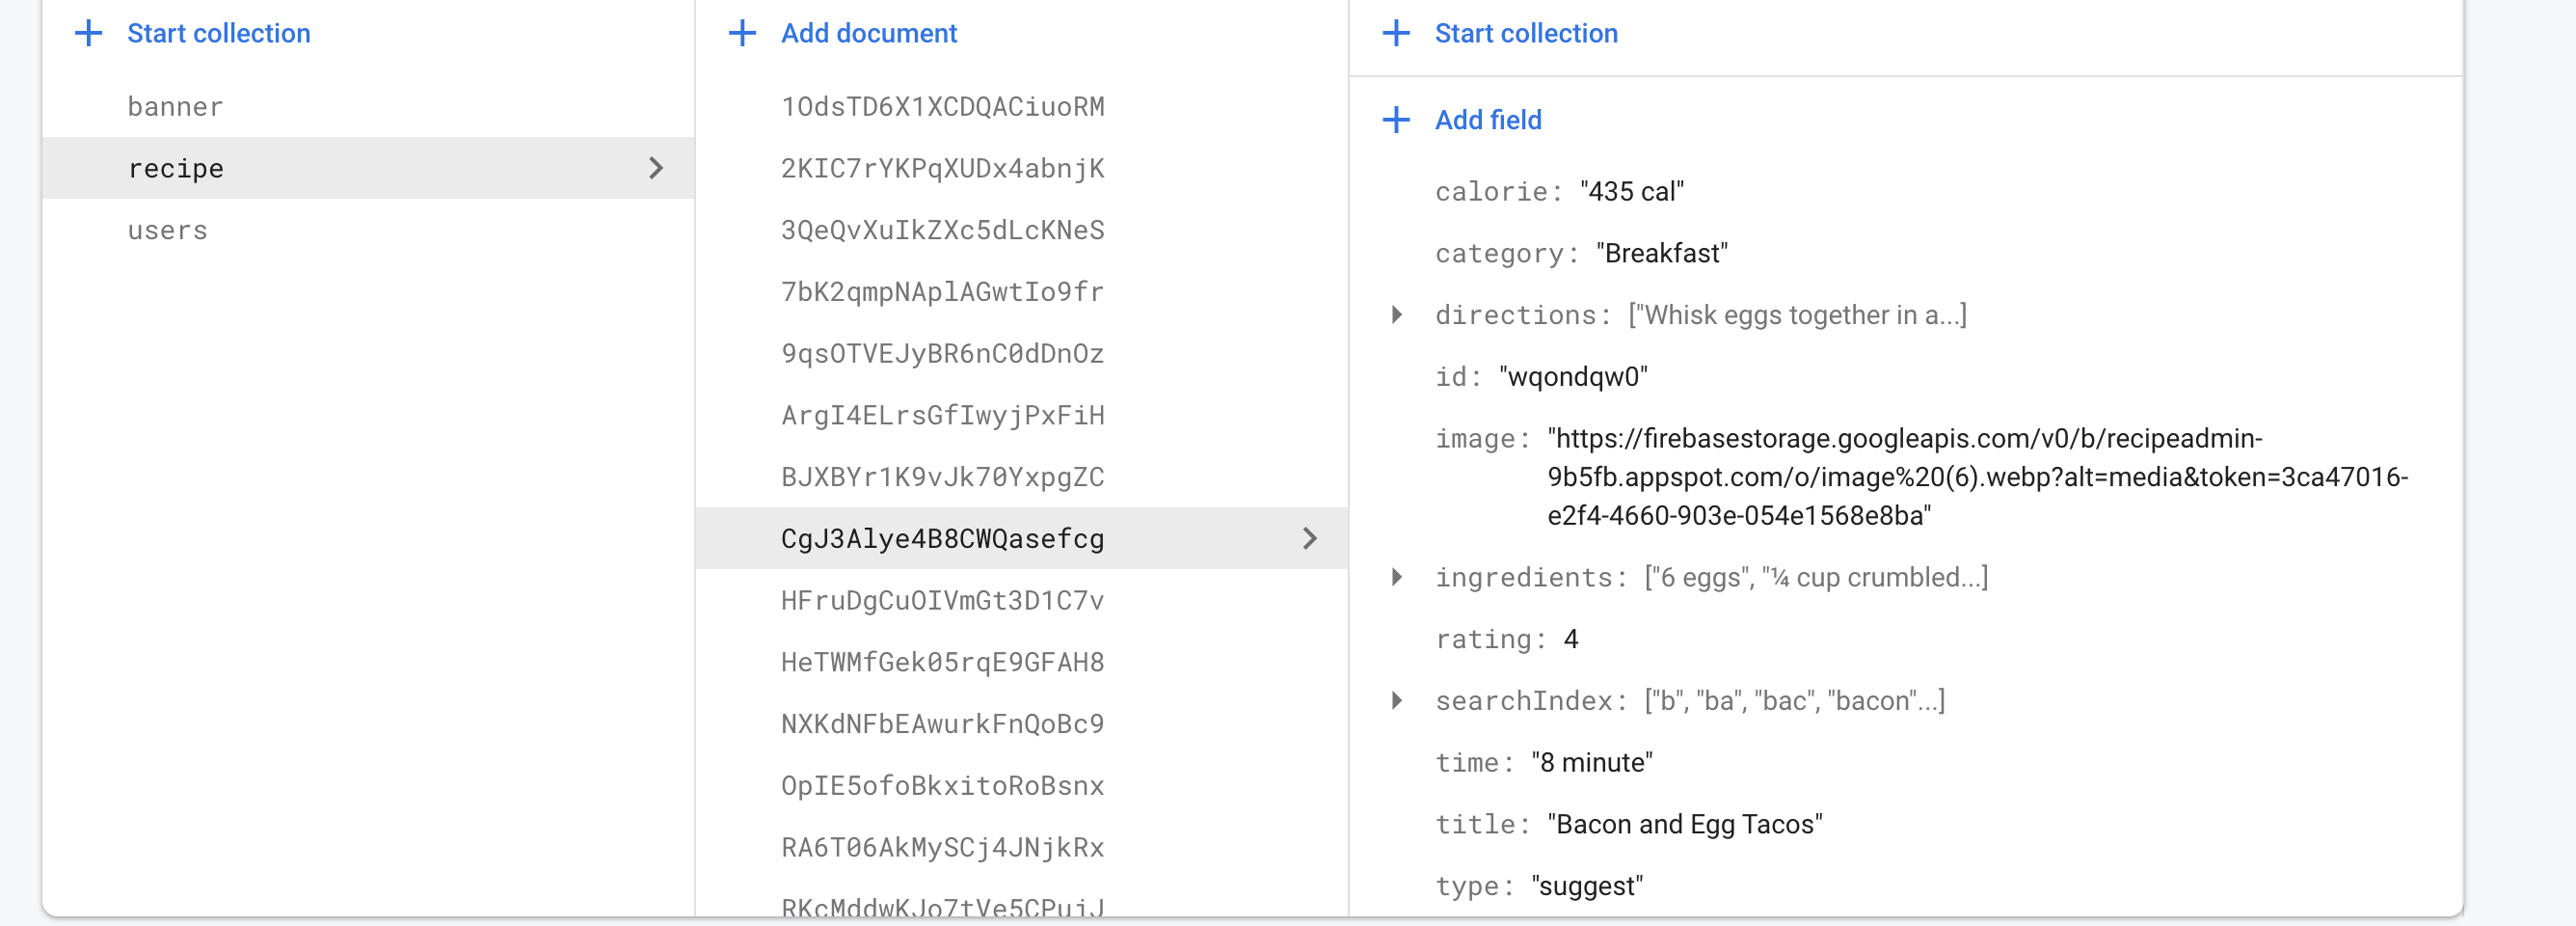 Start collection
banner
recipe
users
Add document
1OdsTD6X1XCDQACiuoRM
2KIC7rYKPqXUDx4abnjK
3QeQvXuIkZXc5dLcKNeS
7bK2qmpNAplAGwtIo9fr
9qsOTVEJyBR6nC0dDnOz
ArgI4ELrsGfIwyjPxFiH
BJXBYr1K9vJk70YxpgZC
CgJ3Alye4B8CWQasefcg
HFruDgCuOIVmGt3D1C7v
HeTWMfGek05rqE9GFAH8
NXKdNFbEAwurkFnQoBc9
OpIE5ofoBkxitoRoBsnx
RA6T06AkMySCj4JNjkRx
RKcMddwKJo7tVe5CPujJ
Start collection
Add field
calorie: "435 cal"
category: "Breakfast"
directions: ["Whisk eggs together in a...]
id: "wqondqw0"
image: "https://firebasestorage.googleapis.com/v0/b/recipeadmin-
9b5fb.appspot.com/o/image%20(6).webp?alt=media&token=3ca47016-
e2f4-4660-903e-054e1568e8ba"
ingredients: ["6 eggs", "¼ cup crumbled...]
rating: 4
searchIndex: ["b", "ba", "bac", "bacon"...]
time: "8 minute"
title: "Bacon and Egg Tacos"
type: "suggest"